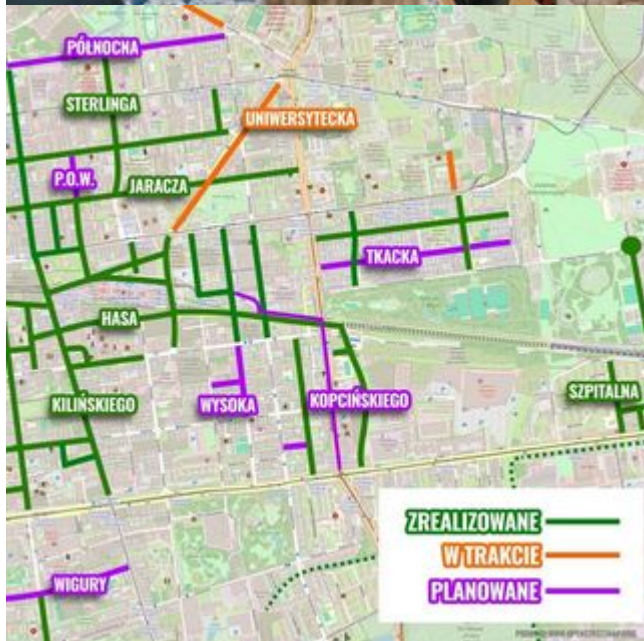 PÓŁNOCNA
STERLINGA
UNIWERSYTECKA
P.O.W.
JARACZA
TKACKA
HASA
KILIŃSKIEGO
WYSOKA
KOPCIŃSKIEGO
SZPITALNA
ZREALIZOWANE
W TRAKCIE
PLANOWANE
WIGURY